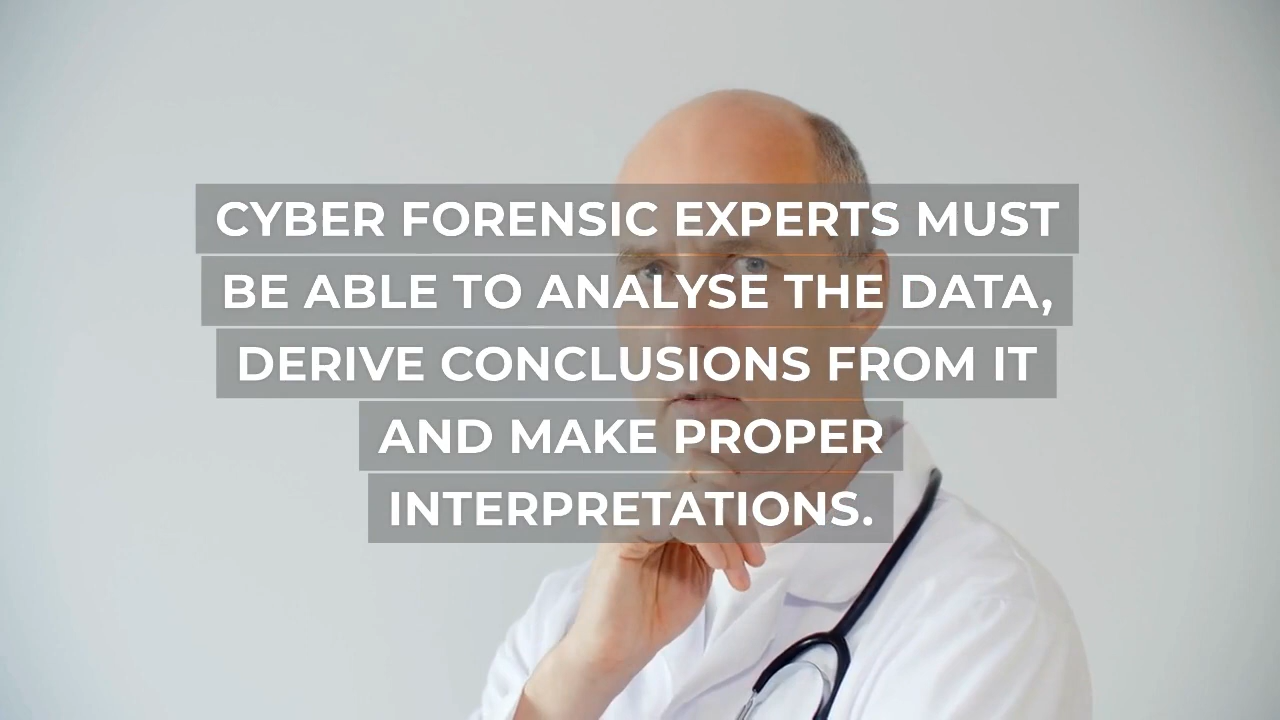 CYBER FORENSIC EXPERTS MUST
BE ABLE TO ANALYSE THE DATA,
DERIVE CONCLUSIONS FROM IT
AND MAKE PROPER
INTERPRETATIONS.